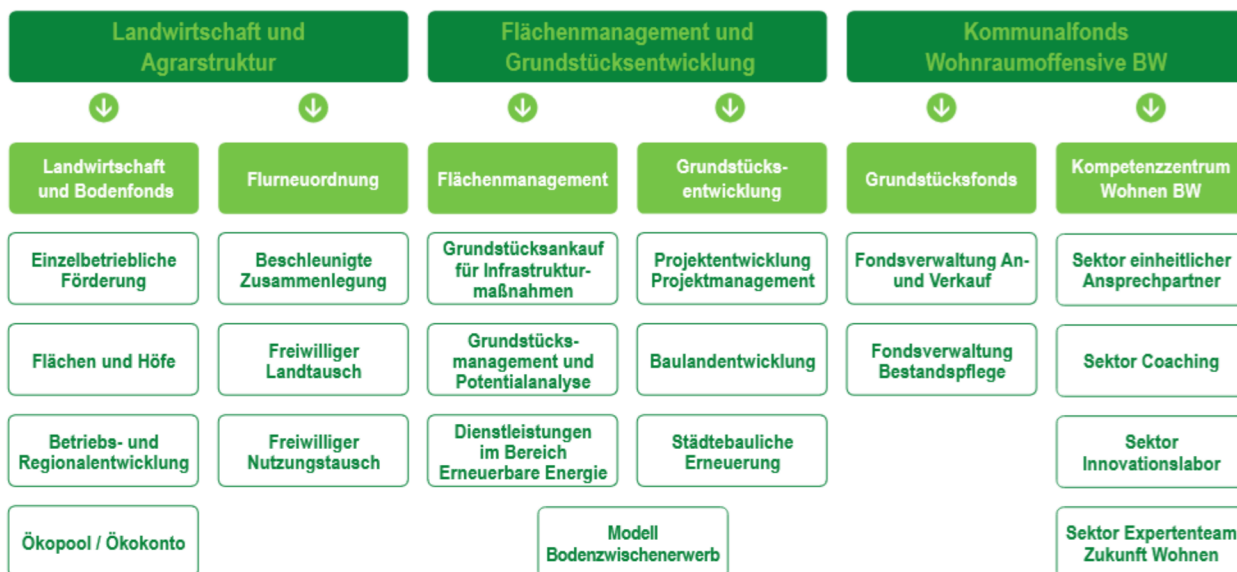 Landwirtschaft und
Agrarstruktur
Flächenmanagement und
Grundstücksentwicklung
Kommunalfonds
Wohnraumoffensive BW
Landwirtschaft
und Bodenfonds
Flurneuordnung
Flächenmanagement
Grundstücks-
entwicklung
Grundstücksfonds
Kompetenzzentrum
Wohnen BW
Einzelbetriebliche
Förderung
Beschleunigte
Zusammenlegung
Grundstücksankauf
für Infrastruktur-
maßnahmen
Projektentwicklung
Projektmanagement
Fondsverwaltung An-
und Verkauf
Sektor einheitlicher
Ansprechpartner
Flächen und Höfe
Freiwilliger
Landtausch
Grundstücks-
management und
Potentialanalyse
Baulandentwicklung
Fondsverwaltung
Bestandspflege
Sektor Coaching
Betriebs- und
Regionalentwicklung
Freiwilliger
Nutzungstausch
Dienstleistungen
im Bereich
Erneuerbare Energie
Städtebauliche
Erneuerung
Sektor
Innovationslabor
Ökopool / Ökokonto
Modell
Bodenzwischenerwerb
Sektor Expertenteam
Zukunft Wohnen